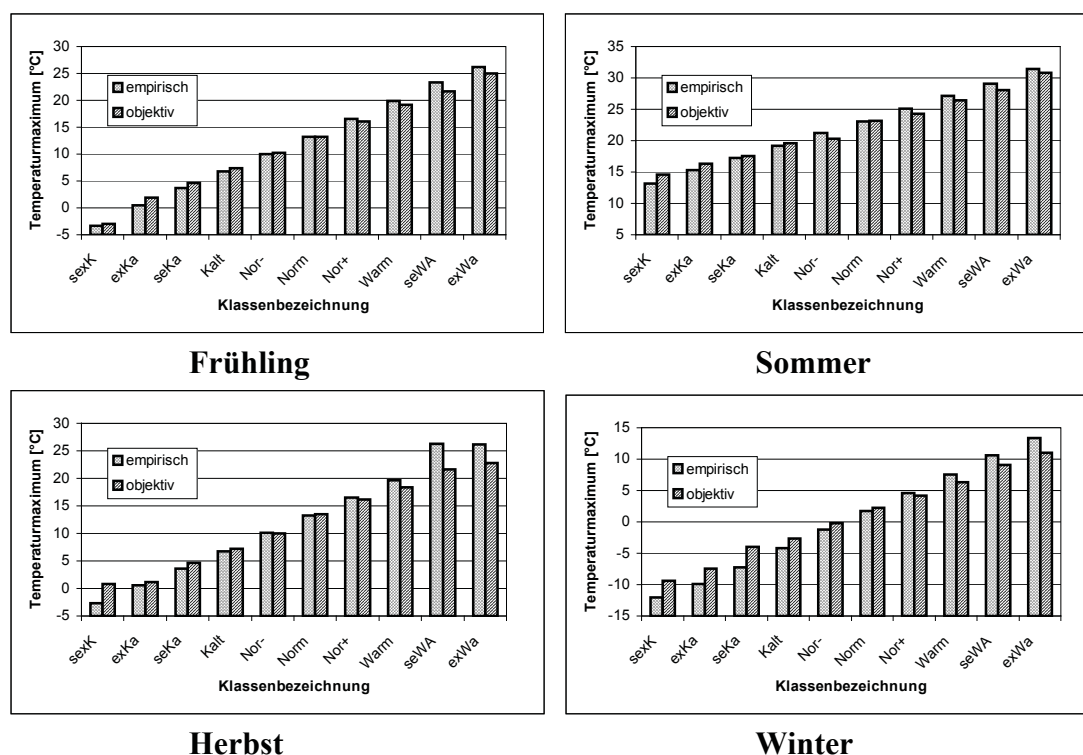 Temperaturmaximum [°C]
30
25
20
15
10
5
0
-5
empirisch
objektiv
sexK exKa seKa Kalt Nor- Norm Nor+ Warm seWA exWa
Klassenbezeichnung
Frühling
Temperaturmaximum [°C]
35
30
25
20
15
10
5
empirisch
objektiv
sexK exKa seKa Kalt Nor- Norm Nor+ Warm seWA exWa
Klassenbezeichnung
Sommer
Temperaturmaximum [°C]
30
25
20
15
10
5
0
-5
empirisch
objektiv
sexK exKa seKa Kalt Nor- Norm Nor+ Warm seWA exWa
Klassenbezeichnung
Herbst
Temperaturmaximum [°C]
15
10
5
0
-5
-10
-15
empirisch
objektiv
sexK exKa seKa Kalt Nor- Norm Nor+ Warm seWA exWa
Klassenbezeichnung
Winter